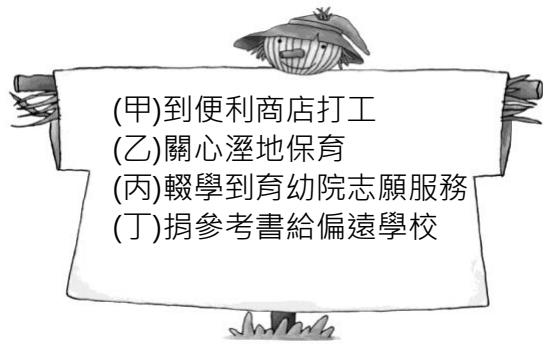 (甲)到便利商店打工
(乙)關心溼地保育
(丙)輟學到育幼院志願服務
(丁)捐參考書給偏遠學校